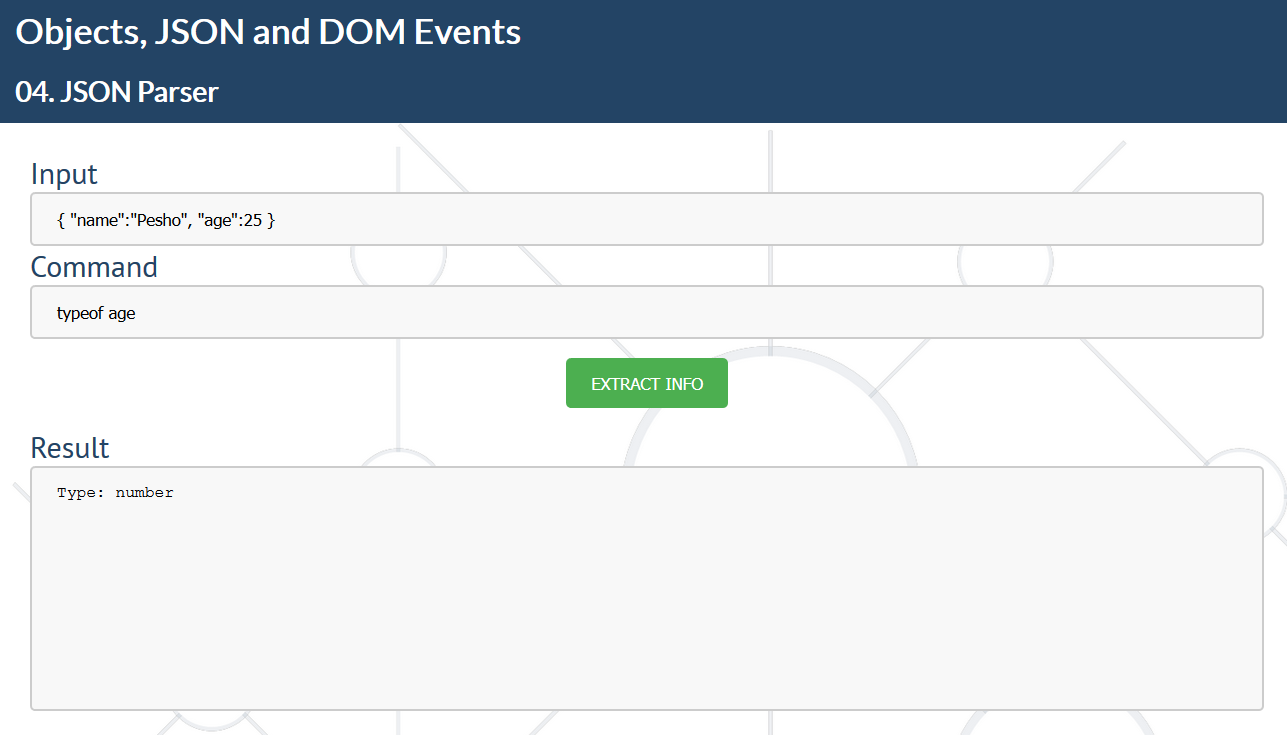 Objects, JSON and DOM Events
04. JSON Parser
Input
{ "name":"Pesho", "age":25 }
Command
typeof age
EXTRACT INFO
Result
Type: number